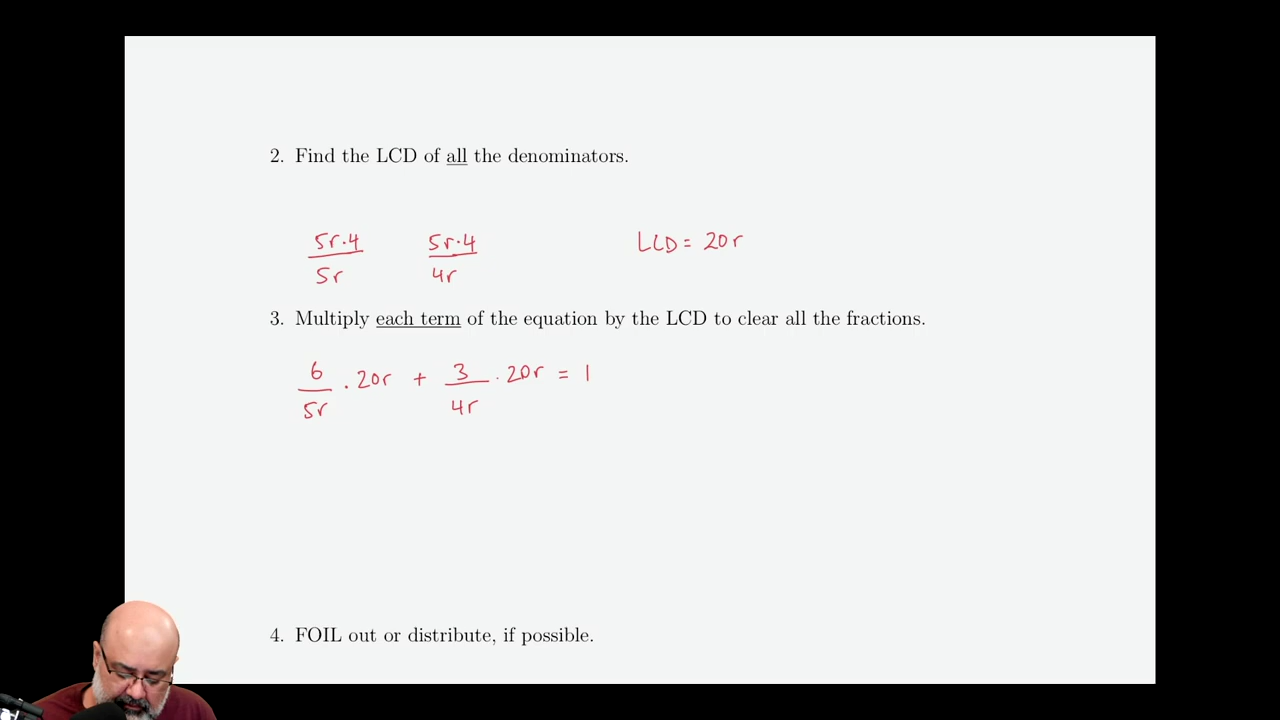 2. Find the LCD of all the denominators.
5r·4 5r·4 LCD = 20r
5r 4r
3. Multiply each term of the equation by the LCD to clear all the fractions.
6 · 20r + 3 · 20r = 1
5r 4r
4. FOIL out or distribute, if possible.